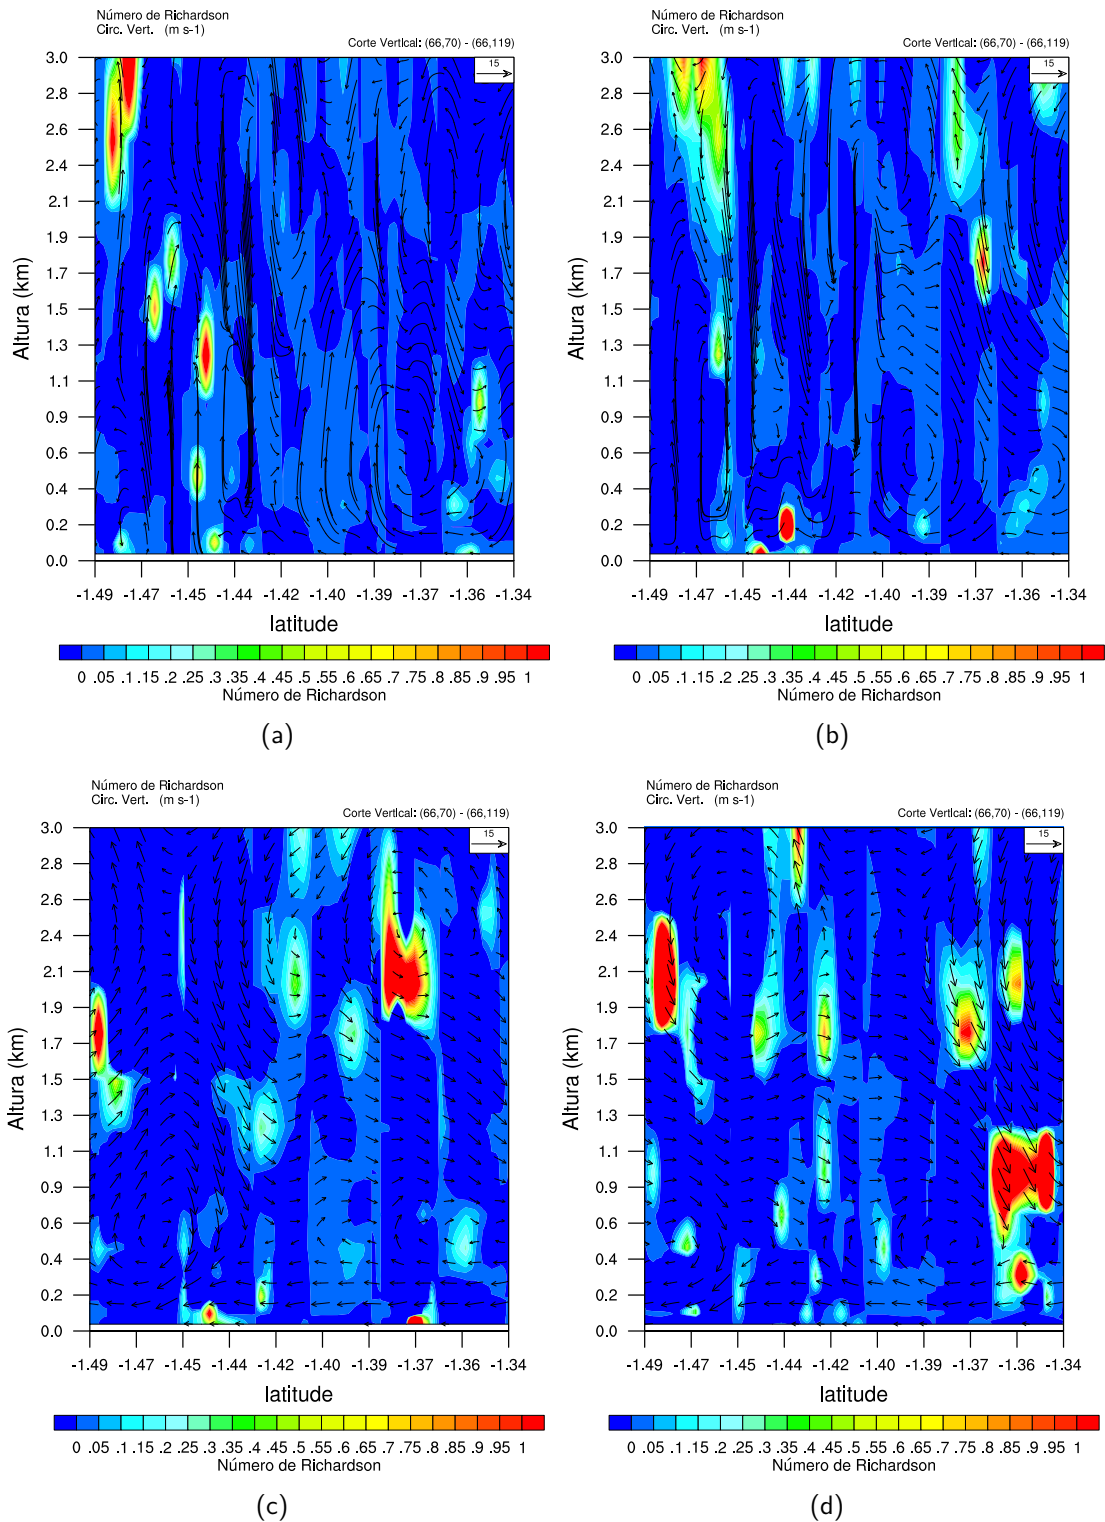 Número de Richardson
Circ. Vert. (m s-1)
Corte Vertical: (66,70) - (66,119)
15
3.0
2.8
2.6
2.4
2.1
1.9
1.7
1.5
1.3
1.1
0.9
0.6
0.4
0.2
0.0
Altura (km)
-1.49 -1.47 -1.45 -1.44 -1.42 -1.40 -1.39 -1.37 -1.36 -1.34
latitude
0 .05 .1 .15 .2 .25 .3 .35 .4 .45 .5 .55 .6 .65 .7 .75 .8 .85 .9 .95 1
Número de Richardson
(a)
Número de Richardson
Circ. Vert. (m s-1)
Corte Vertical: (66,70) - (66,119)
15
3.0
2.8
2.6
2.4
2.1
1.9
1.7
1.5
1.3
1.1
0.9
0.6
0.4
0.2
0.0
Altura (km)
-1.49 -1.47 -1.45 -1.44 -1.42 -1.40 -1.39 -1.37 -1.36 -1.34
latitude
0 .05 .1 .15 .2 .25 .3 .35 .4 .45 .5 .55 .6 .65 .7 .75 .8 .85 .9 .95 1
Número de Richardson
(b)
Número de Richardson
Circ. Vert. (m s-1)
Corte Vertical: (66,70) - (66,119)
15
3.0
2.8
2.6
2.4
2.1
1.9
1.7
1.5
1.3
1.1
0.9
0.6
0.4
0.2
0.0
Altura (km)
-1.49 -1.47 -1.45 -1.44 -1.42 -1.40 -1.39 -1.37 -1.36 -1.34
latitude
0 .05 .1 .15 .2 .25 .3 .35 .4 .45 .5 .55 .6 .65 .7 .75 .8 .85 .9 .95 1
Número de Richardson
(c)
Número de Richardson
Circ. Vert. (m s-1)
Corte Vertical: (66,70) - (66,119)
15
3.0
2.8
2.6
2.4
2.1
1.9
1.7
1.5
1.3
1.1
0.9
0.6
0.4
0.2
0.0
Altura (km)
-1.49 -1.47 -1.45 -1.44 -1.42 -1.40 -1.39 -1.37 -1.36 -1.34
latitude
0 .05 .1 .15 .2 .25 .3 .35 .4 .45 .5 .55 .6 .65 .7 .75 .8 .85 .9 .95 1
Número de Richardson
(d)